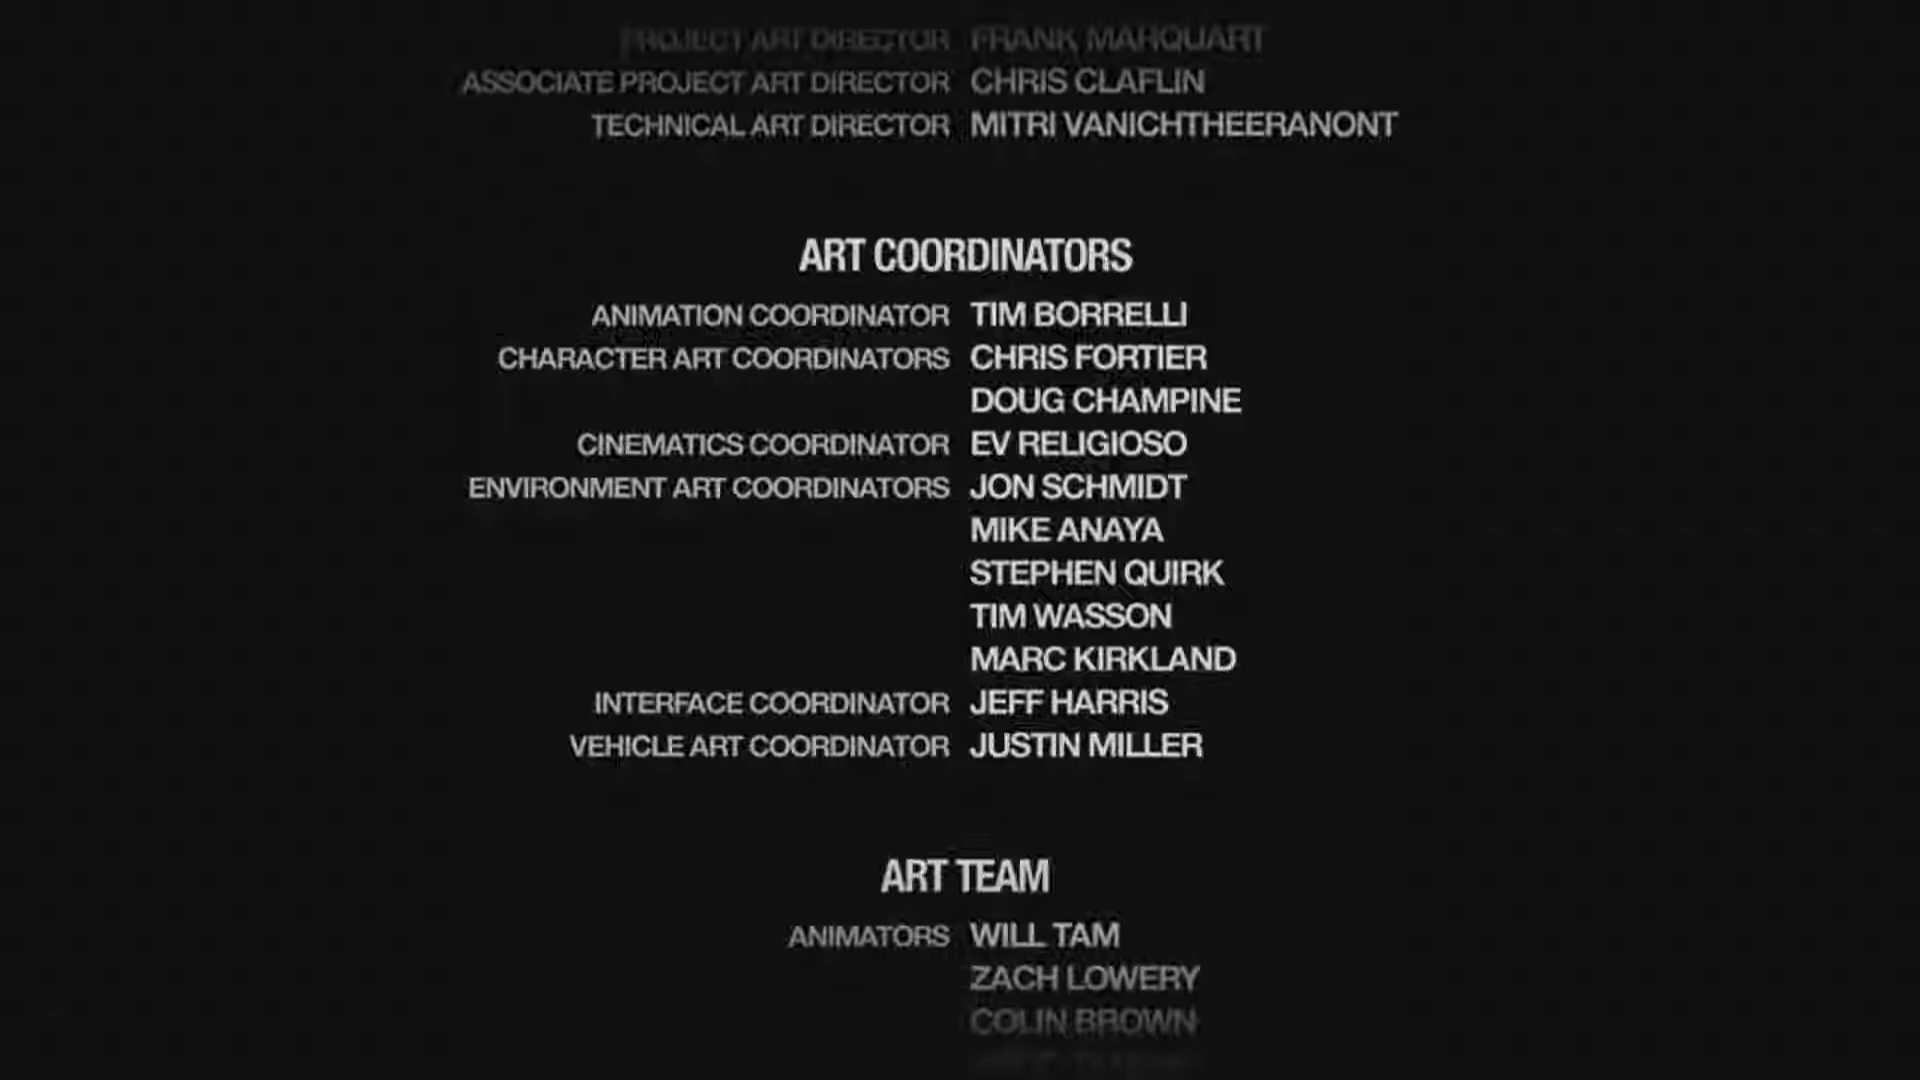 PROJECT ART DIRECTOR FRANK MARQUART
ASSOCIATE PROJECT ART DIRECTOR CHRIS CLAFLIN
TECHNICAL ART DIRECTOR MITRI VANICHTHEERANONT
ART COORDINATORS
ANIMATION COORDINATOR TIM BORRELLI
CHARACTER ART COORDINATORS CHRIS FORTIER
DOUG CHAMPINE
CINEMATICS COORDINATOR EV RELIGIOSO
ENVIRONMENT ART COORDINATORS JON SCHMIDT
MIKE ANAYA
STEPHEN QUIRK
TIM WASSON
MARC KIRKLAND
INTERFACE COORDINATOR JEFF HARRIS
VEHICLE ART COORDINATOR JUSTIN MILLER
ART TEAM
ANIMATORS WILL TAM
ZACH LOWERY
COLIN BROWN